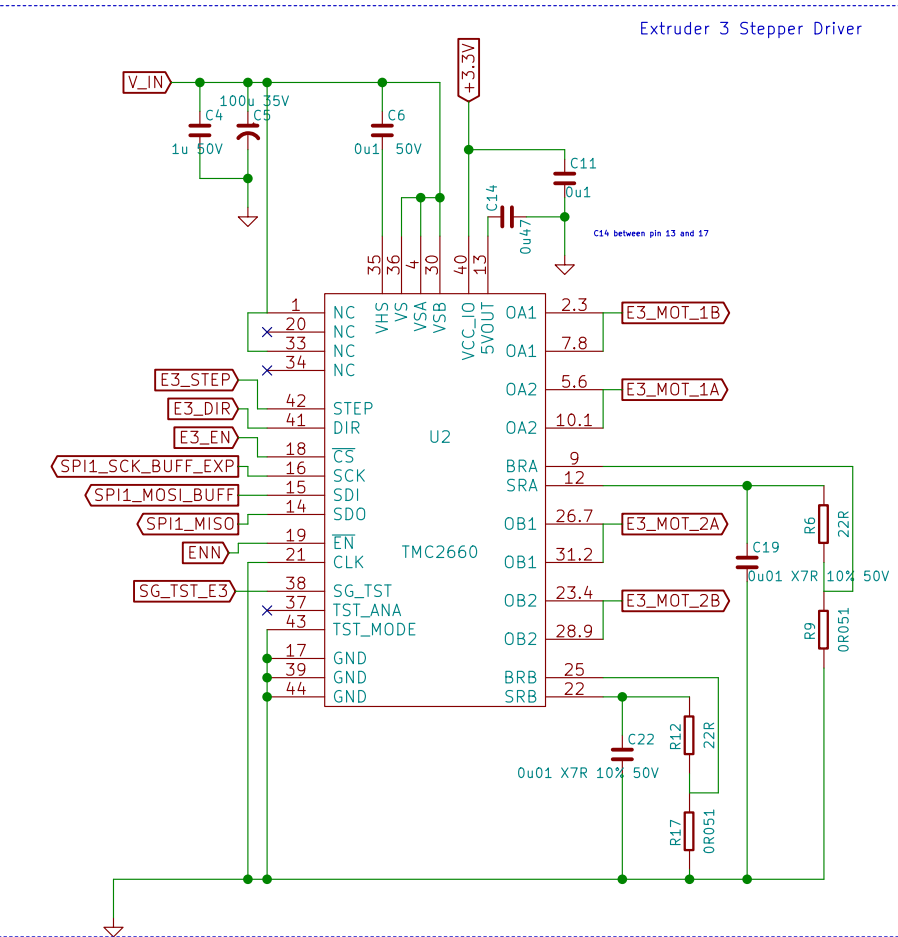 Extruder 3 Stepper Driver
+3.3V
V_IN
100u 35V
C4
C5
C6
1u 50V
0u1 50V
C11
0u1
C14
0u47
C14 between pin 13 and 17
35
36
4
30
40
13
VHS
VS
VSA
VSB
VCC_IO
5VOUT
1 NC
20 NC
33 NC
34 NC
E3_STEP
42 STEP
E3_DIR
41 DIR
E3_EN
18 CS
SPI1_SCK_BUFF_EXP
16 SCK
SPI1_MOSI_BUFF
15 SDI
SPI1_MISO
14 SDO
ENN
19 EN
21 CLK
SG_TST_E3
38 SG_TST
37 TST_ANA
43 TST_MODE
17 GND
39 GND
44 GND
U2
TMC2660
OA1 2.3
E3_MOT_1B
OA1 7.8
OA2 5.6
E3_MOT_1A
OA2 10.1
BRA 9
SRA 12
OB1 26.7
E3_MOT_2A
OB1 31.2
OB2 23.4
E3_MOT_2B
OB2 28.9
BRB 25
SRB 22
R6
22R
C19
0u01 X7R 10% 50V
R9
0R051
R12
22R
C22
0u01 X7R 10% 50V
R17
0R051